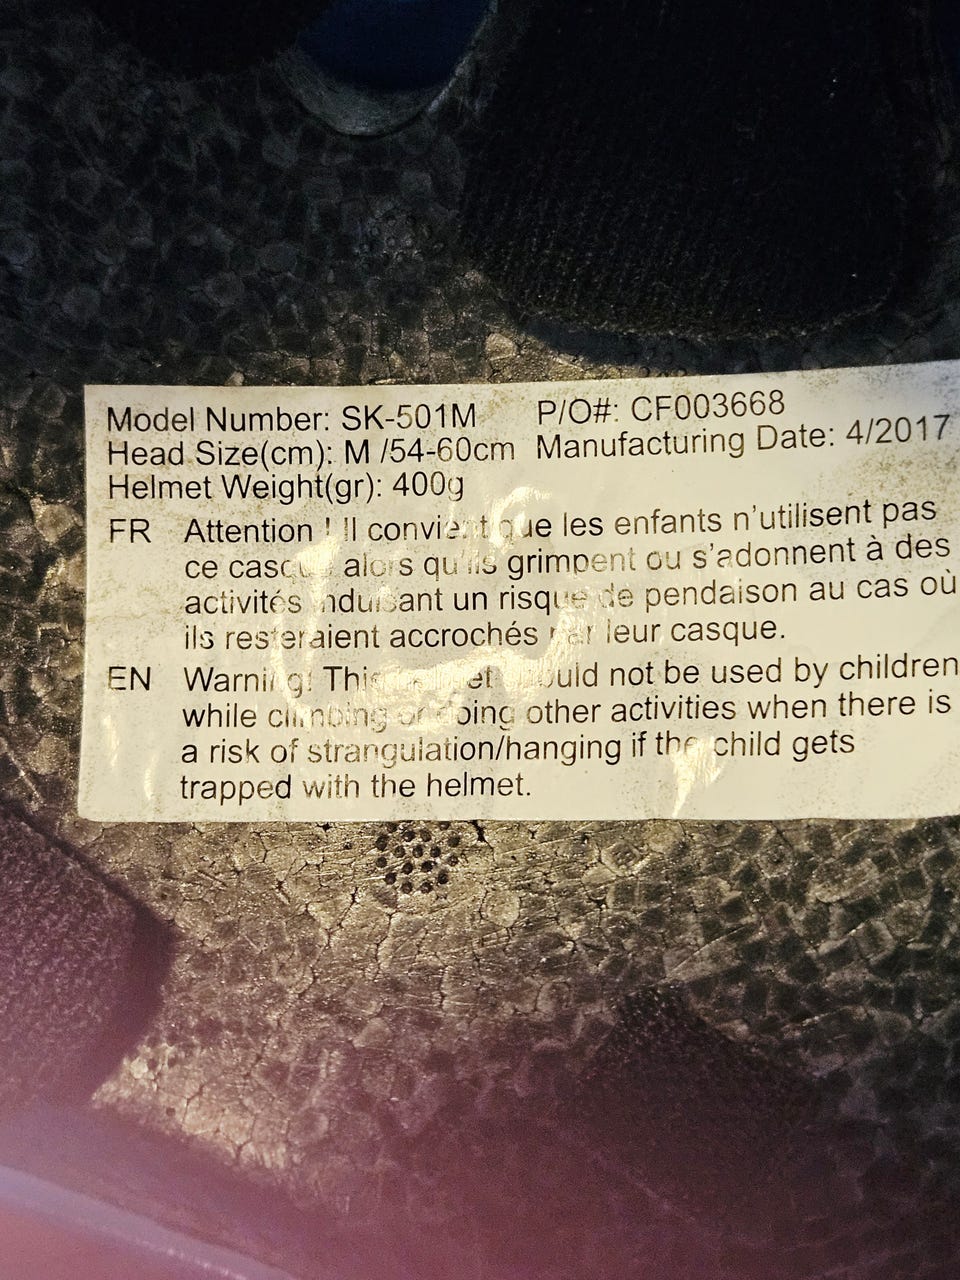 Model Number: SK-501M P/O#: CF003668
Head Size(cm): M /54-60cm Manufacturing Date: 4/2017
Helmet Weight(gr): 400g
FR Attention ! Il convient que les enfants n'utilisent pas
ce casque alors qu'ils grimpent ou s'adonnent à des
activités induisant un risque de pendaison au cas où
ils resteraient accrochés par leur casque.
EN Warning! This helmet should not be used by children
while climbing or doing other activities when there is
a risk of strangulation/hanging if the child gets
trapped with the helmet.